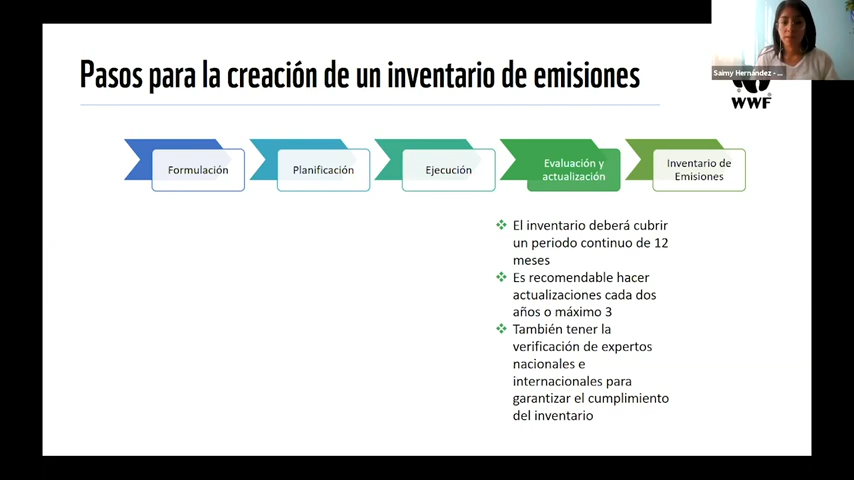 Saimy Hernández - ...
Pasos para la creación de un inventario de emisiones
WWF
Formulación
Planificación
Ejecución
Evaluación y
actualización
Inventario de
Emisiones
El inventario deberá cubrir
un periodo continuo de 12
meses
Es recomendable hacer
actualizaciones cada dos
años o máximo 3
También tener la
verificación de expertos
nacionales e
internacionales para
garantizar el cumplimiento
del inventario